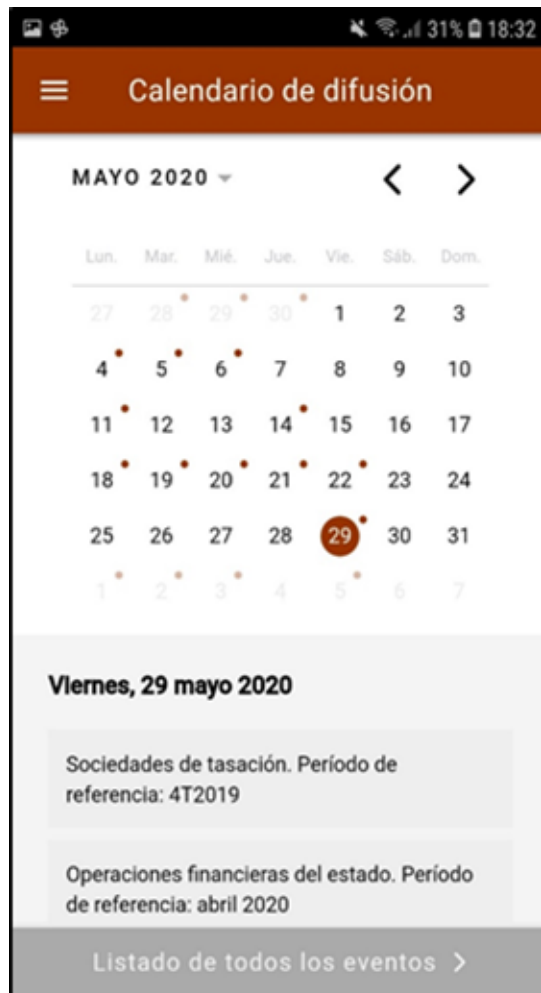 31% 18:32
Calendario de difusión
MAYO 2020
Lun. Mar. Mié. Jue. Vie. Sáb. Dom.
27 28 29 30 1 2 3
4 5 6 7 8 9 10
11 12 13 14 15 16 17
18 19 20 21 22 23 24
25 26 27 28 29 30 31
1 2 3 4 5 6 7
Viernes, 29 mayo 2020
Sociedades de tasación. Período de
referencia: 4T2019
Operaciones financieras del estado. Período
de referencia: abril 2020
Listado de todos los eventos